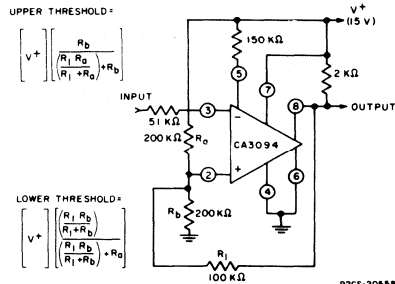 UPPER THRESHOLD =
[V+] [Rb / ((R1 Ra / R1 + Ra) + Rb)]
V+
(15 V)
150 KΩ
5
7
2 KΩ
8
OUTPUT
INPUT
51 KΩ
3
−
200 KΩ
Ra
CA3094
2
+
4
6
LOWER THRESHOLD =
[V+] [(R1 Rb / R1 + Rb) / ((R1 Rb / R1 + Rb) + Ra)]
Rb
200 KΩ
R1
100 KΩ